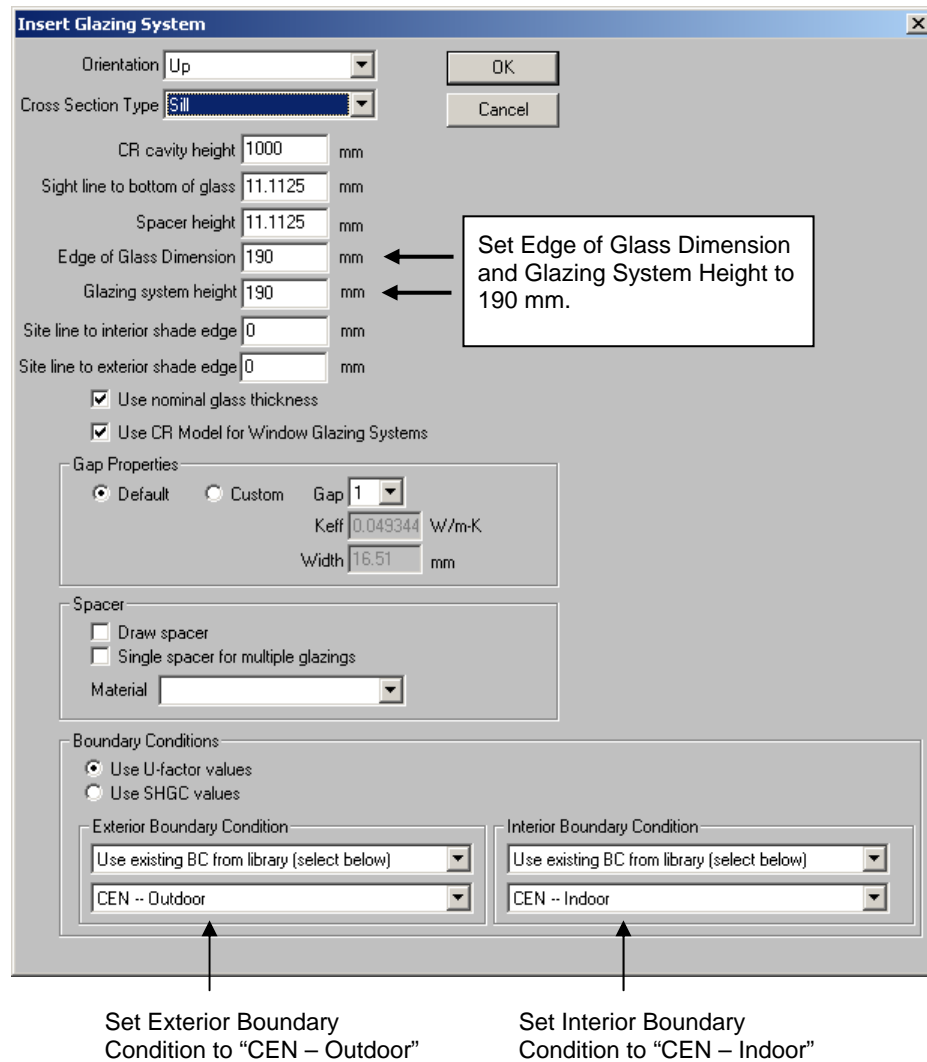 Insert Glazing System
Orientation Up
OK
Cross Section Type Sill
Cancel
CR cavity height 1000 mm
Sight line to bottom of glass 11.1125 mm
Spacer height 11.1125 mm
Edge of Glass Dimension 190 mm
Glazing system height 190 mm
Set Edge of Glass Dimension
and Glazing System Height to
190 mm.
Site line to interior shade edge 0 mm
Site line to exterior shade edge 0 mm
Use nominal glass thickness
Use CR Model for Window Glazing Systems
Gap Properties
Default Custom Gap 1
Keff 0.049344 W/m-K
Width 16.51 mm
Spacer
Draw spacer
Single spacer for multiple glazings
Material
Boundary Conditions
Use U-factor values
Use SHGC values
Exterior Boundary Condition
Use existing BC from library (select below)
CEN -- Outdoor
Interior Boundary Condition
Use existing BC from library (select below)
CEN -- Indoor
Set Exterior Boundary
Condition to “CEN – Outdoor”
Set Interior Boundary
Condition to “CEN – Indoor”